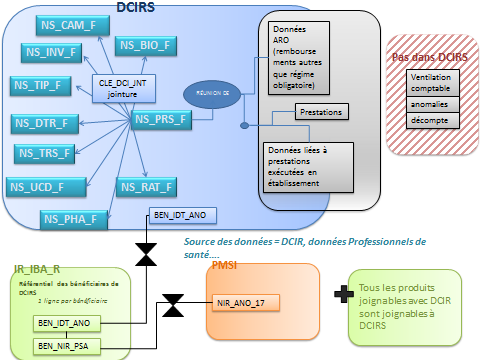 DCIRS
NS_CAM_F
NS_INV_F
NS_BIO_F
NS_TIP_F
CLE_DCI_JNT
jointure
NS_DTR_F
NS_PRS_F
NS_TRS_F
NS_UCD_F
NS_RAT_F
NS_PHA_F
BEN_IDT_ANO
RÉUNION DE
Données
ARO
(rembourse
ments autres
que régime
obligatoire)
Prestations
Données liées à
prestations
exécutées en
établissement
Pas dans DCIRS
Ventilation
comptable
anomalies
décompte
Source des données = DCIR, données Professionnels de
santé....
IR_IBA_R
Référentiel des bénéficiaires de
DCIRS
1 ligne par bénéficiaire
BEN_IDT_ANO
BEN_NIR_PSA
PMSI
NIR_ANO_17
Tous les produits
joignables avec DCIR
sont joignables à
DCIRS